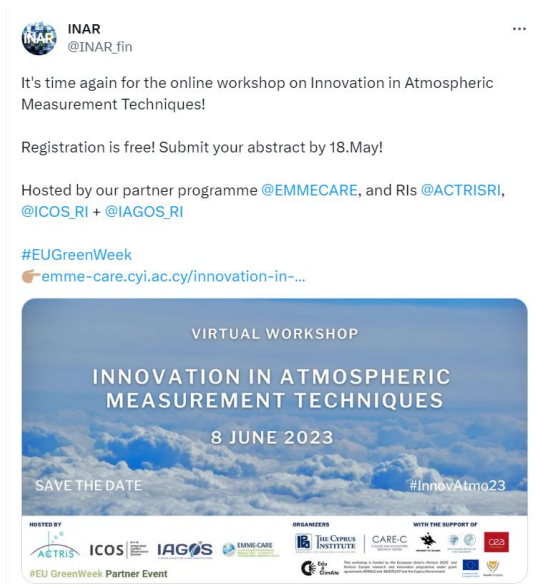 INAR
@INAR_fin
It's time again for the online workshop on Innovation in Atmospheric
Measurement Techniques!
Registration is free! Submit your abstract by 18.May!
Hosted by our partner programme @EMMECARE, and RIs @ACTRISRI,
@ICOS_RI + @IAGOS_RI
#EUGreenWeek
emme-care.cyi.ac.cy/innovation-in-...
VIRTUAL WORKSHOP
INNOVATION IN ATMOSPHERIC
MEASUREMENT TECHNIQUES
8 JUNE 2023
SAVE THE DATE
#InnovAtmo23
HOSTED BY
ACTRIS
ICOS
IAGOS
EMME-CARE
ORGANIZERS
THE CYPRUS
INSTITUTE
CARE-C
WITH THE SUPPORT OF
cea
Edu
4
Climate
#EU GreenWeek Partner Event